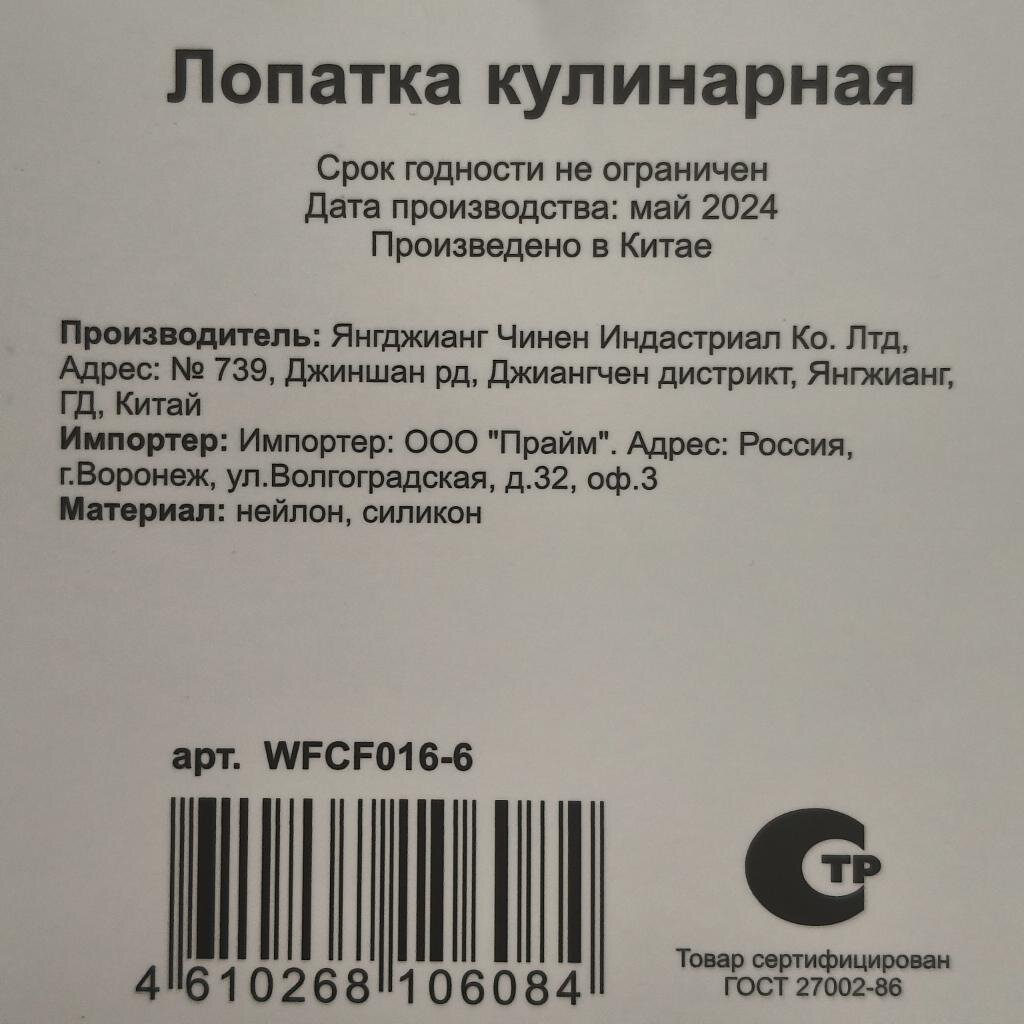 Лопатка кулинарная
Срок годности не ограничен
Дата производства: май 2024
Произведено в Китае
Производитель: Янгджианг Чинен Индастриал Ко. Лтд,
Адрес: № 739, Джиншан рд, Джиангчен дистрикт, Янгжианг,
ГД, Китай
Импортер: Импортер: ООО "Прайм". Адрес: Россия,
г.Воронеж, ул.Волгоградская, д.32, оф.3
Материал: нейлон, силикон
арт. WFCF016-6
4 610268 106084
СТР
Товар сертифицирован
ГОСТ 27002-86